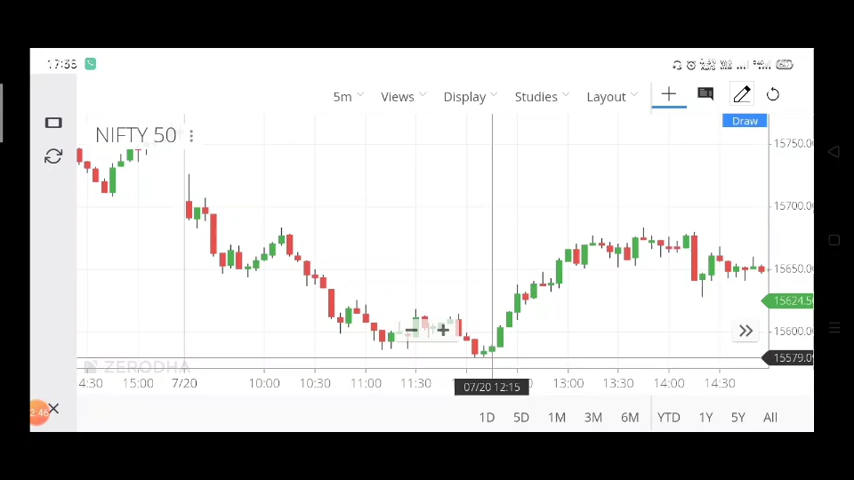 17:35
5m Views Display Studies Layout
Draw
NIFTY 50
15750.0
15700.0
15650.0
15624.5
15600.0
15579.0
ZERODHA
4:30 15:00 7/20 10:00 10:30 11:00 11:30 07/20 12:15 13:00 13:30 14:00 14:30
2:46
1D 5D 1M 3M 6M YTD 1Y 5Y All